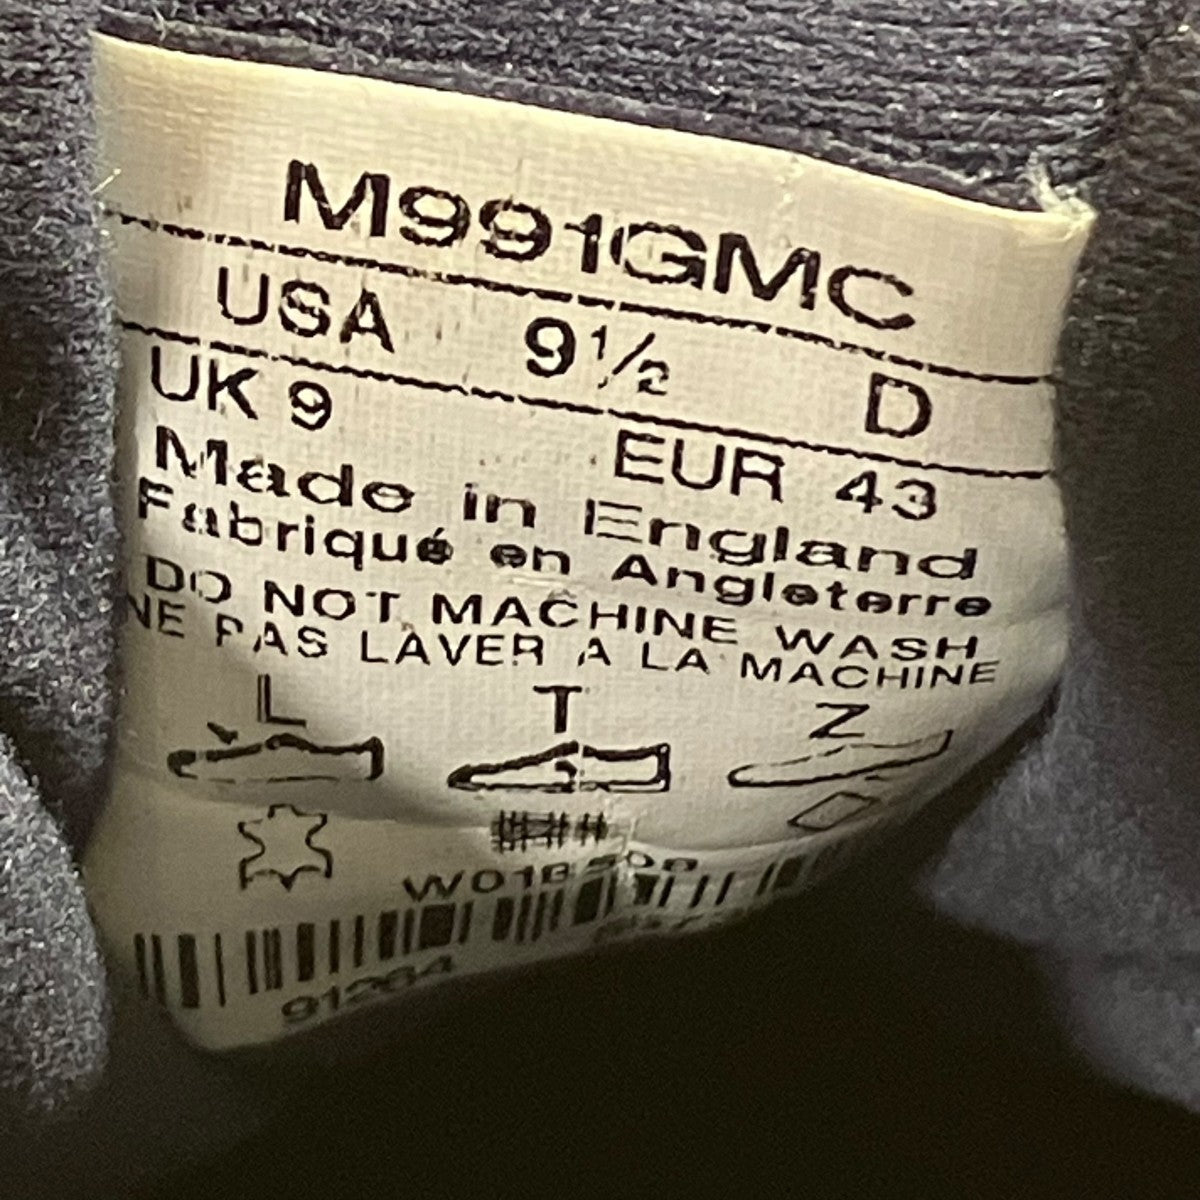 M991GMC
USA 9½ D
UK 9 EUR 43
Made in England
Fabriqué en Angleterre
DO NOT MACHINE WASH
NE PAS LAVER A LA MACHINE
L T Z
91264